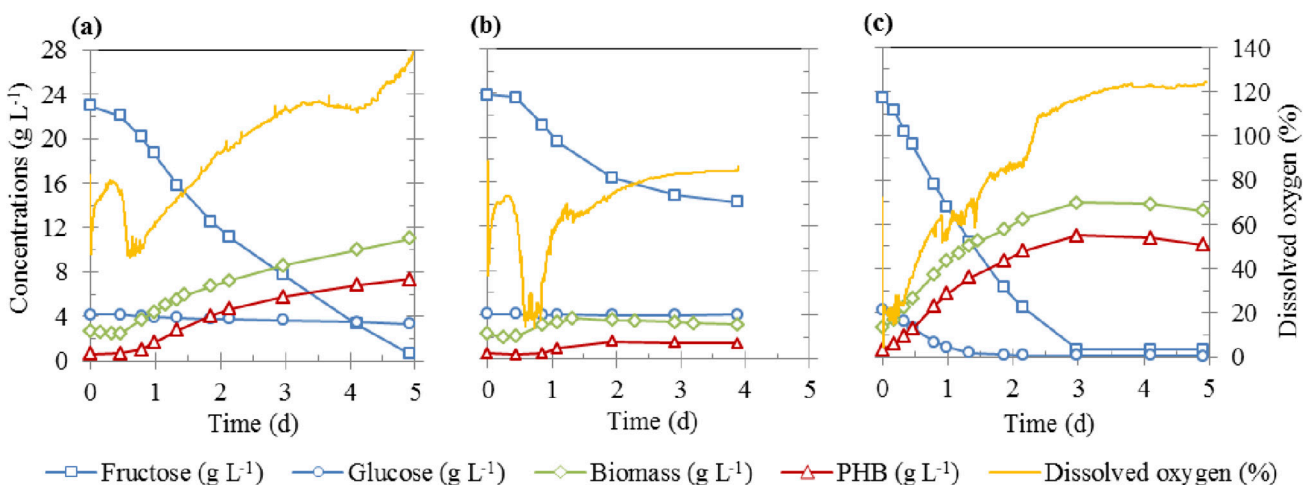 (a) (b) (c)
28 140
24 120
20 100
16 80
12 60
8 40
4 20
0 0
Concentrations (g L⁻¹)
Dissolved oxygen (%)
0 1 2 3 4 5 0 1 2 3 4 5 0 1 2 3 4 5
Time (d) Time (d) Time (d)
Fructose (g L⁻¹) Glucose (g L⁻¹) Biomass (g L⁻¹) PHB (g L⁻¹) Dissolved oxygen (%)